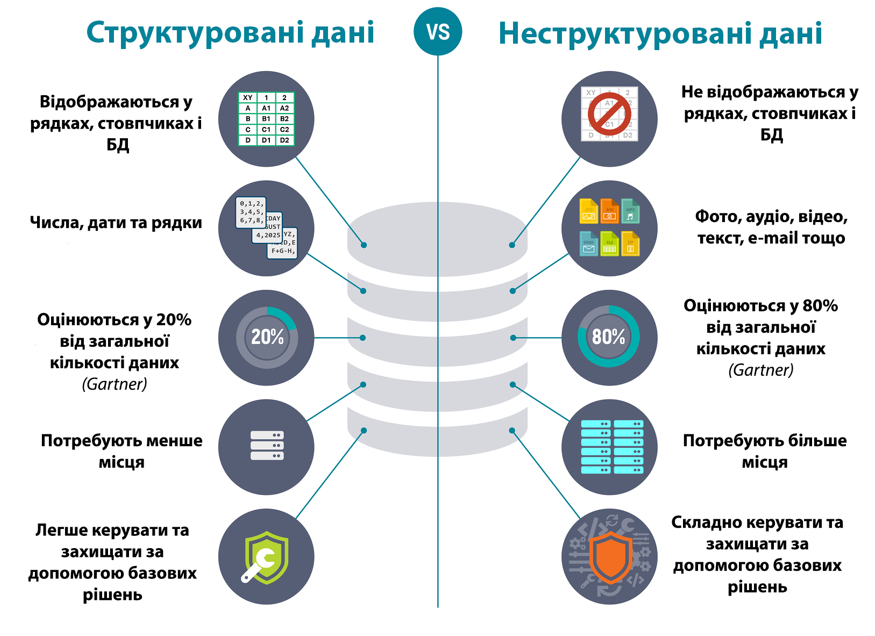 Структуровані дані
VS
Неструктуровані дані
Відображаються у
рядках, стовпчиках і
БД
XY 1 2
A A1 A2
B B1 B2
C C1 C2
D D1 D2
XY 1 2
A1 A2
C1 C2
D D1 D2
Не відображаються у
рядках, стовпчиках і
БД
Числа, дати та рядки
0,1,2,
3,4,5,
6,7,8,
4,2025
F+G-H,
Фото, аудіо, відео,
текст, e-mail тощо
Оцінюються у 20%
від загальної
кількості даних
(Gartner)
20%
80%
Оцінюються у 80%
від загальної
кількості даних
(Gartner)
Потребують менше
місця
Потребують більше
місця
Легше керувати та
захищати за
допомогою базових
рішень
Складно керувати та
захищати за
допомогою базових
рішень